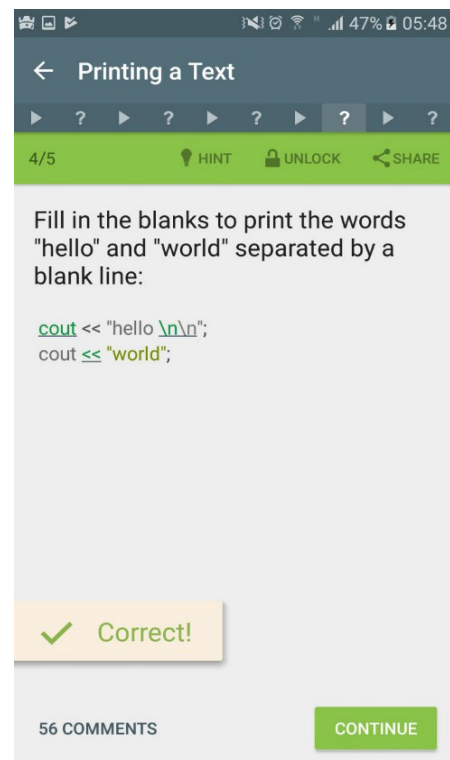 47% 05:48
Printing a Text
? ? ? ? ?
4/5 HINT UNLOCK SHARE
Fill in the blanks to print the words
"hello" and "world" separated by a
blank line:
cout << "hello \n\n";
cout << "world";
Correct!
56 COMMENTS CONTINUE